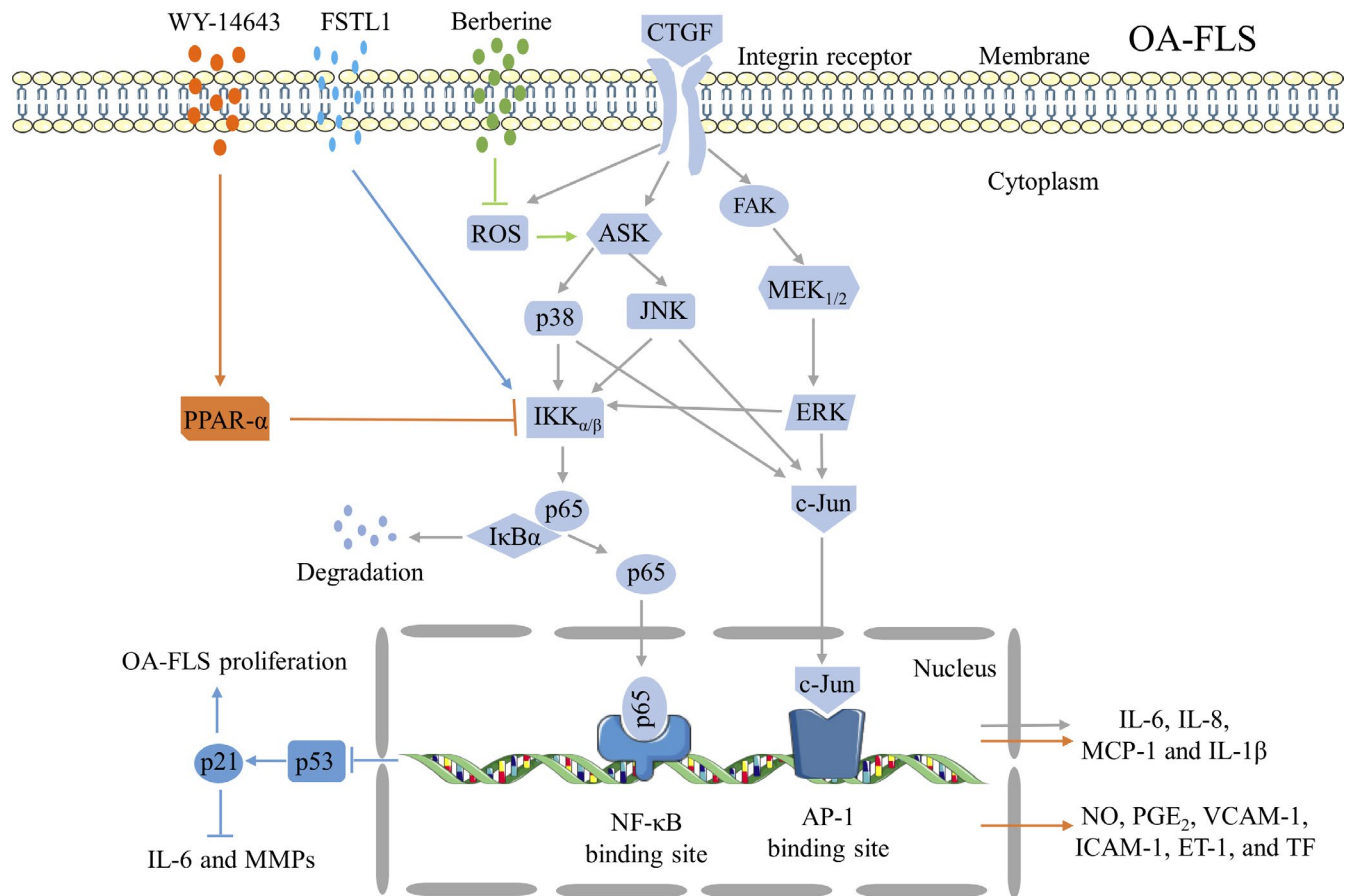 WY-14643
FSTL1
Berberine
CTGF
Integrin receptor
Membrane
OA-FLS
Cytoplasm
FAK
ROS
ASK
MEK1/2
p38
JNK
PPAR-α
IKKα/β
ERK
p65
c-Jun
IκBα
Degradation
p65
OA-FLS proliferation
Nucleus
c-Jun
p65
p21
p53
IL-6, IL-8,
MCP-1 and IL-1β
NF-κB
binding site
AP-1
binding site
NO, PGE2, VCAM-1,
ICAM-1, ET-1, and TF
IL-6 and MMPs